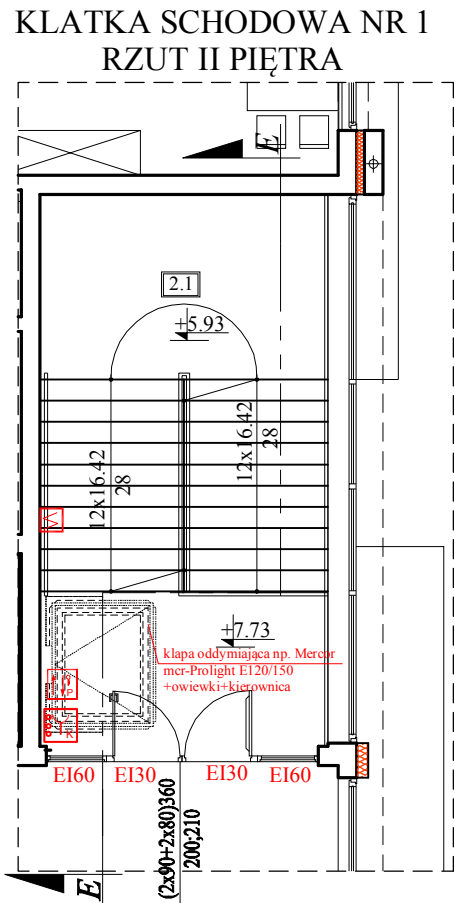 KLATKA SCHODOWA NR 1
RZUT II PIĘTRA
E
2.1
+5.93
12x16.42
28
12x16.42
28
+7.73
klapa oddymiająca np. Mercor
mcr-Prolight E120/150
+owiewki+kierownica
P
R
EI60
EI30
EI30
EI60
(2x90+2x80)360
200;210
E